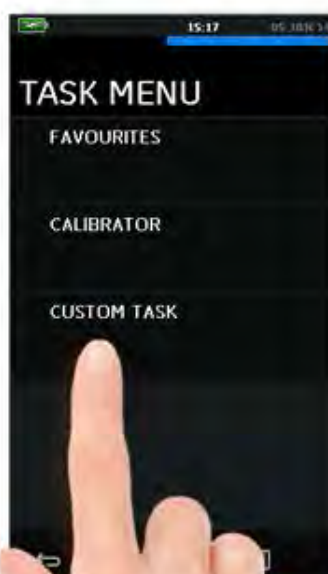 15:17
TASK MENU
FAVOURITES
CALIBRATOR
CUSTOM TASK